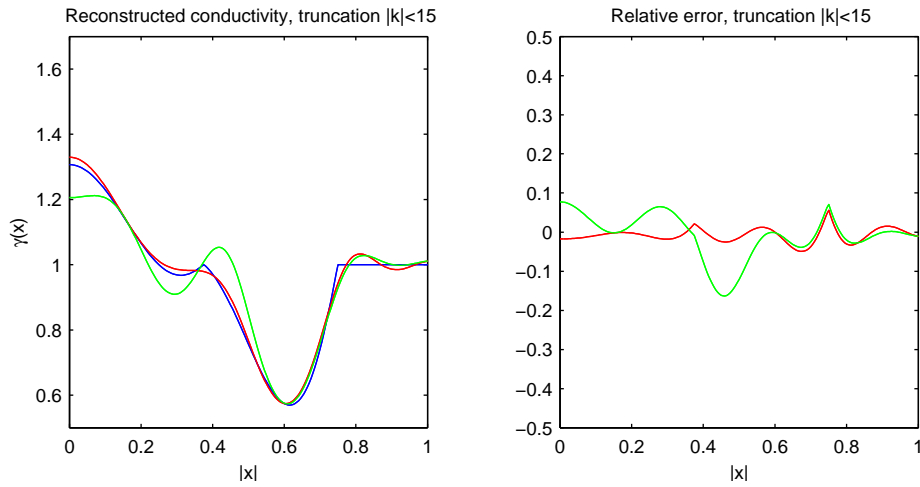 Reconstructed conductivity, truncation |k|<15
1.6
1.4
1.2
1
0.8
0.6
γ(x)
0 0.2 0.4 0.6 0.8 1
|x|
Relative error, truncation |k|<15
0.5
0.4
0.3
0.2
0.1
0
−0.1
−0.2
−0.3
−0.4
−0.5
0 0.2 0.4 0.6 0.8 1
|x|